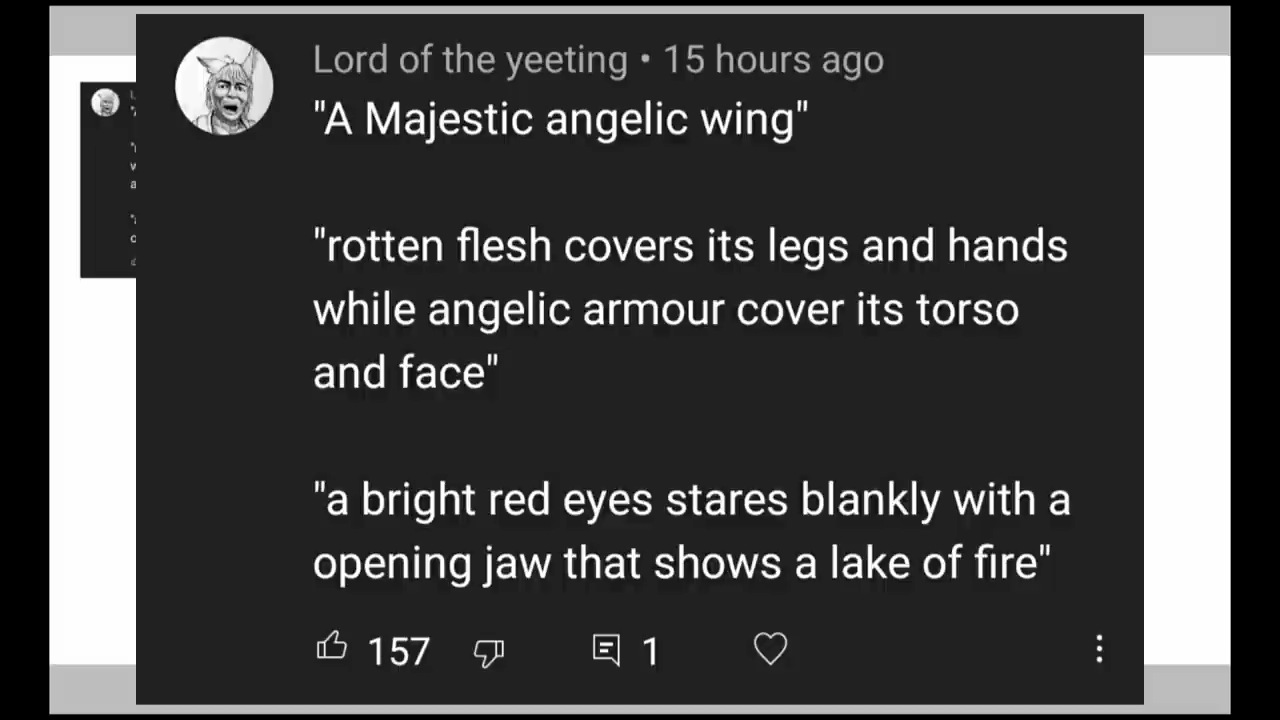 Lord of the yeeting • 15 hours ago
"A Majestic angelic wing"
"rotten flesh covers its legs and hands
while angelic armour cover its torso
and face"
"a bright red eyes stares blankly with a
opening jaw that shows a lake of fire"
157 1